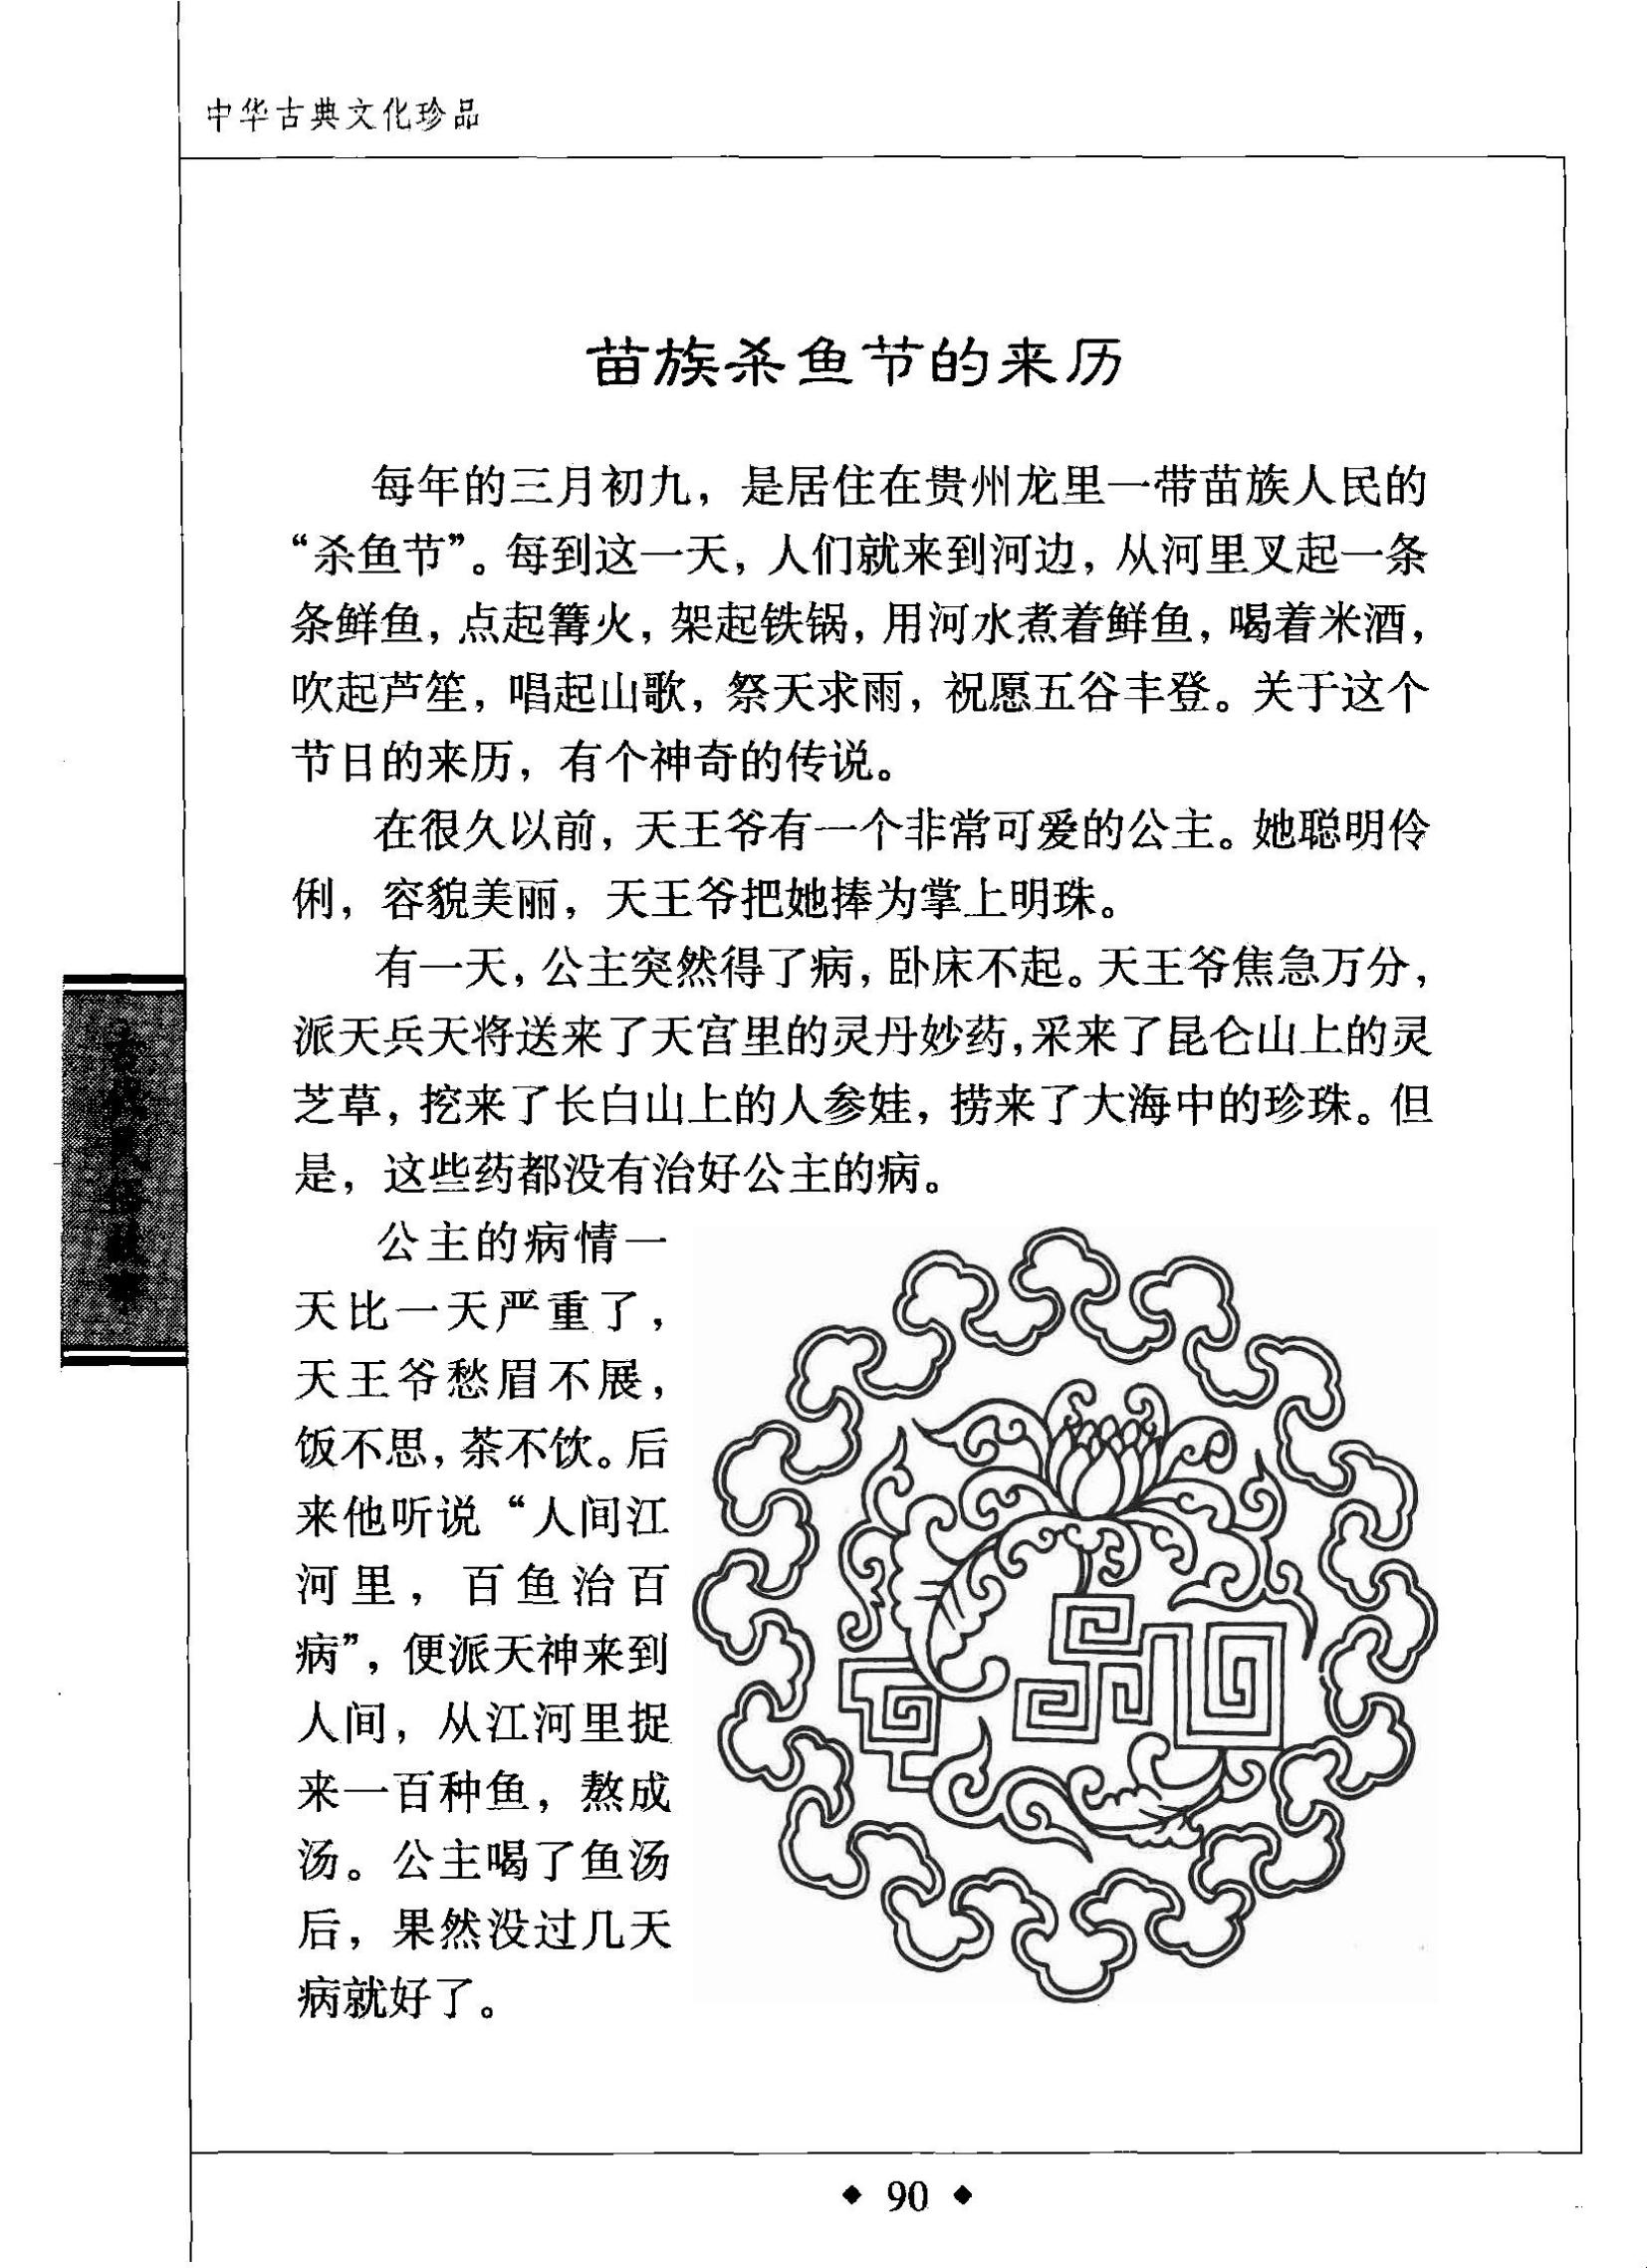 中华古典文化珍品
苗族杀鱼节的来历
每年的三月初九，是居住在贵州龙里一带苗族人民的
“杀鱼节”。每到这一天，人们就来到河边，从河里叉起一条
条鲜鱼，点起篝火，架起铁锅，用河水煮着鲜鱼，喝着米酒，
吹起芦笙，唱起山歌，祭天求雨，祝愿五谷丰登。关于这个
节日的来历，有个神奇的传说。
在很久以前，天王爷有一个非常可爱的公主。她聪明伶
俐，容貌美丽，天王爷把她捧为掌上明珠。
有一天，公主突然得了病，卧床不起。天王爷焦急万分，
派天兵天将送来了天宫里的灵丹妙药，采来了昆仑山上的灵
芝草，挖来了长白山上的人参娃，捞来了大海中的珍珠。但
是，这些药都没有治好公主的病。
公主的病情一
天比一天严重了，
天王爷愁眉不展，
饭不思，茶不饮。后
来他听说“人间江
河里，百鱼治百
病”，便派天神来到
人间，从江河里捉
来一百种鱼，熬成
汤。公主喝了鱼汤
后，果然没过几天
病就好了。
古代民俗故事
◆ 90 ◆